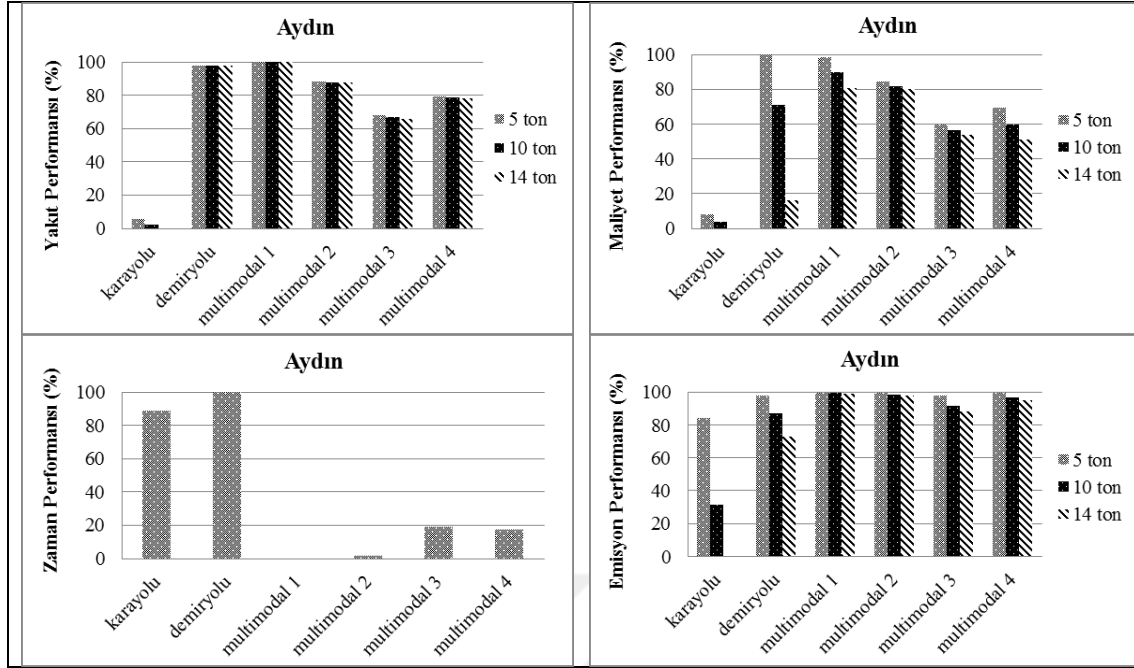 Aydın
Yakıt Performansı (%)
100
80
60
40
20
0
karayolu
demiryolu
multimodal 1
multimodal 2
multimodal 3
multimodal 4
5 ton
10 ton
14 ton
Aydın
Maliyet Performansı (%)
100
80
60
40
20
0
karayolu
demiryolu
multimodal 1
multimodal 2
multimodal 3
multimodal 4
5 ton
10 ton
14 ton
Aydın
Zaman Performansı (%)
100
80
60
40
20
0
karayolu
demiryolu
multimodal 1
multimodal 2
multimodal 3
multimodal 4
Aydın
Emisyon Performansı (%)
100
80
60
40
20
0
karayolu
demiryolu
multimodal 1
multimodal 2
multimodal 3
multimodal 4
5 ton
10 ton
14 ton